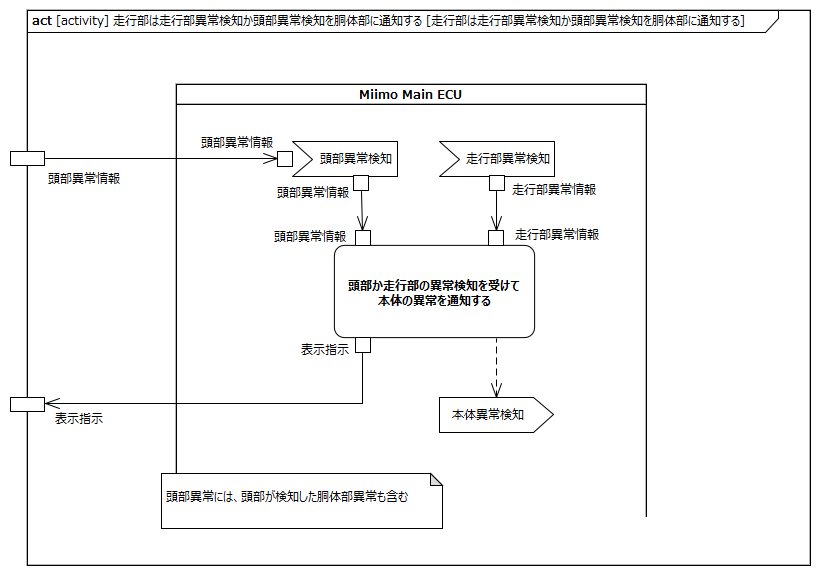 act [activity] 走行部は走行部異常検知か頭部異常検知を胴体部に通知する [走行部は走行部異常検知か頭部異常検知を胴体部に通知する]
Miimo Main ECU
頭部異常情報
頭部異常検知
走行部異常検知
頭部異常情報
頭部異常情報
走行部異常情報
頭部異常情報
走行部異常情報
頭部か走行部の異常検知を受けて
本体の異常を通知する
表示指示
表示指示
本体異常検知
頭部異常には、頭部が検知した胴体部異常も含む